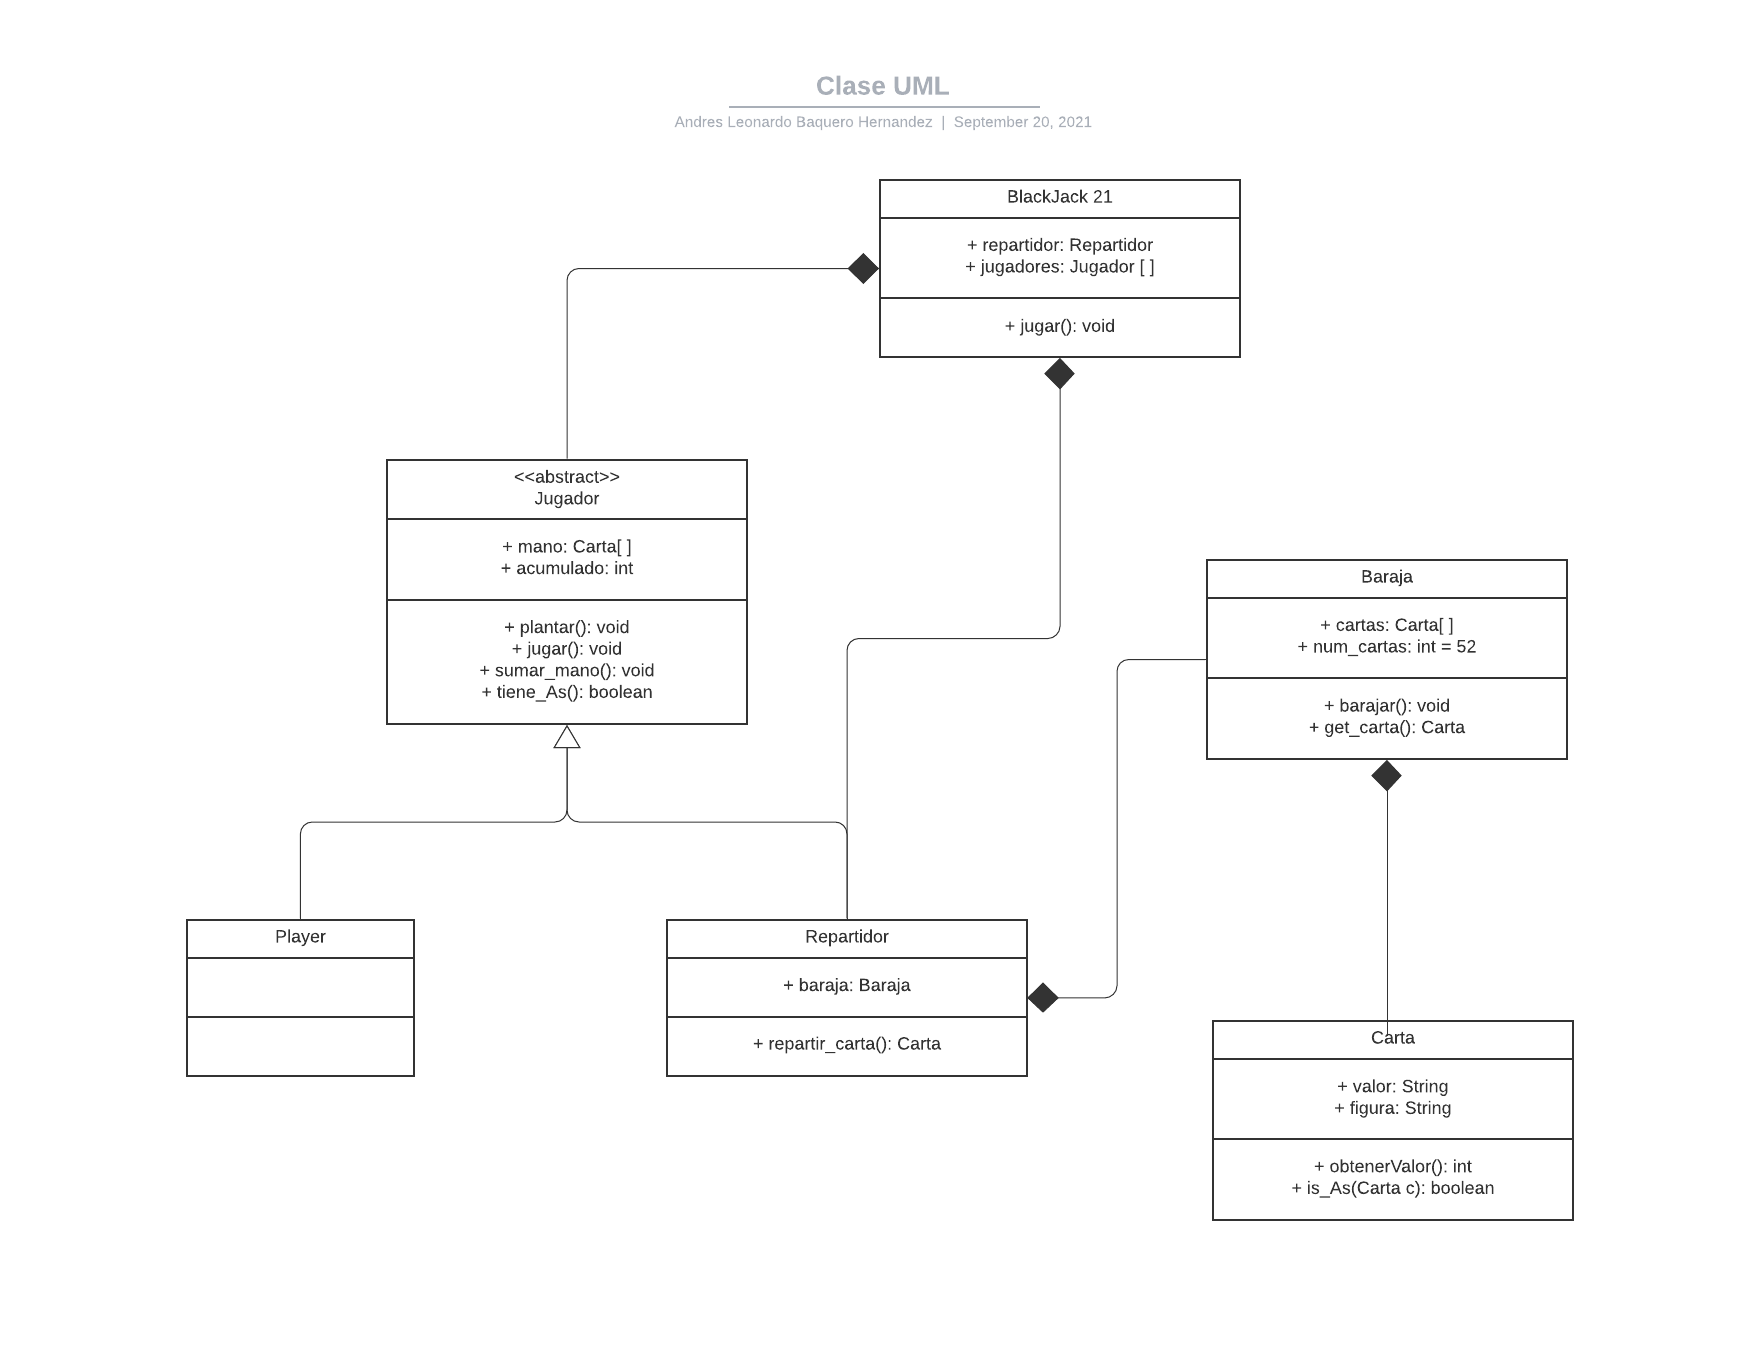 Clase UML
Andres Leonardo Baquero Hernandez | September 20, 2021
BlackJack 21
+ repartidor: Repartidor
+ jugadores: Jugador [ ]
+ jugar(): void
<<abstract>>
Jugador
+ mano: Carta[ ]
+ acumulado: int
+ plantar(): void
+ jugar(): void
+ sumar_mano(): void
+ tiene_As(): boolean
Baraja
+ cartas: Carta[ ]
+ num_cartas: int = 52
+ barajar(): void
+ get_carta(): Carta
Player
Repartidor
+ baraja: Baraja
+ repartir_carta(): Carta
Carta
+ valor: String
+ figura: String
+ obtenerValor(): int
+ is_As(Carta c): boolean